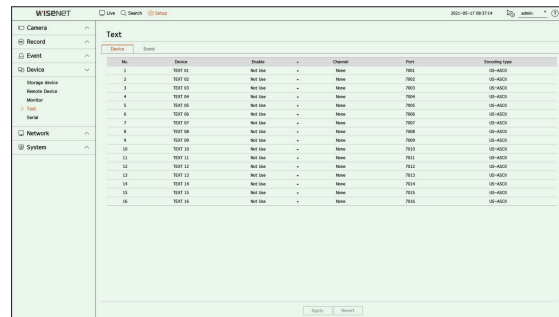 WISENET Live Search Setup 2021-05-17 08:37:14 admin
Camera
Record
Event
Device
Storage device
Remote Device
Monitor
Text
Serial
Network
System
Text
Device Event
No. Device Enable Channel Port Encoding type
1 TEXT 01 Not Use None 7001 US-ASCII
2 TEXT 02 Not Use None 7002 US-ASCII
3 TEXT 03 Not Use None 7003 US-ASCII
4 TEXT 04 Not Use None 7004 US-ASCII
5 TEXT 05 Not Use None 7005 US-ASCII
6 TEXT 06 Not Use None 7006 US-ASCII
7 TEXT 07 Not Use None 7007 US-ASCII
8 TEXT 08 Not Use None 7008 US-ASCII
9 TEXT 09 Not Use None 7009 US-ASCII
10 TEXT 10 Not Use None 7010 US-ASCII
11 TEXT 11 Not Use None 7011 US-ASCII
12 TEXT 12 Not Use None 7012 US-ASCII
13 TEXT 13 Not Use None 7013 US-ASCII
14 TEXT 14 Not Use None 7014 US-ASCII
15 TEXT 15 Not Use None 7015 US-ASCII
16 TEXT 16 Not Use None 7016 US-ASCII
Apply Revert